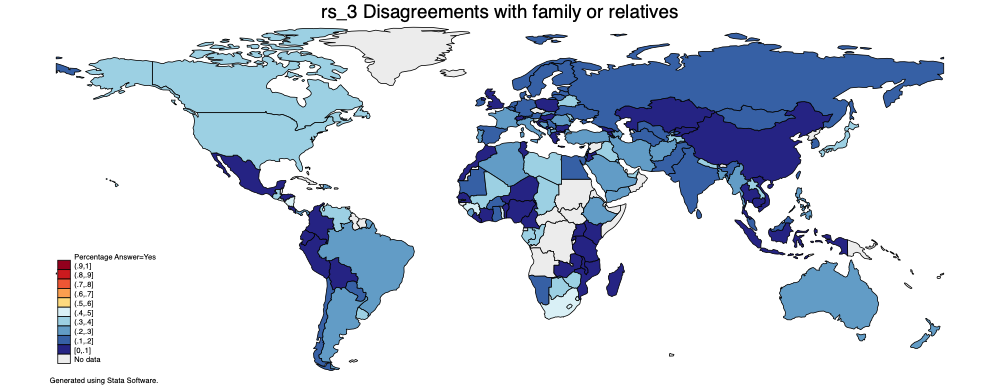 rs_3 Disagreements with family or relatives
Percentage Answer=Yes
(.9,1]
(.8,.9]
(.7,.8]
(.6,.7]
(.5,.6]
(.4,.5]
(.3,.4]
(.2,.3]
(.1,.2]
[0,.1]
No data
Generated using Stata Software.